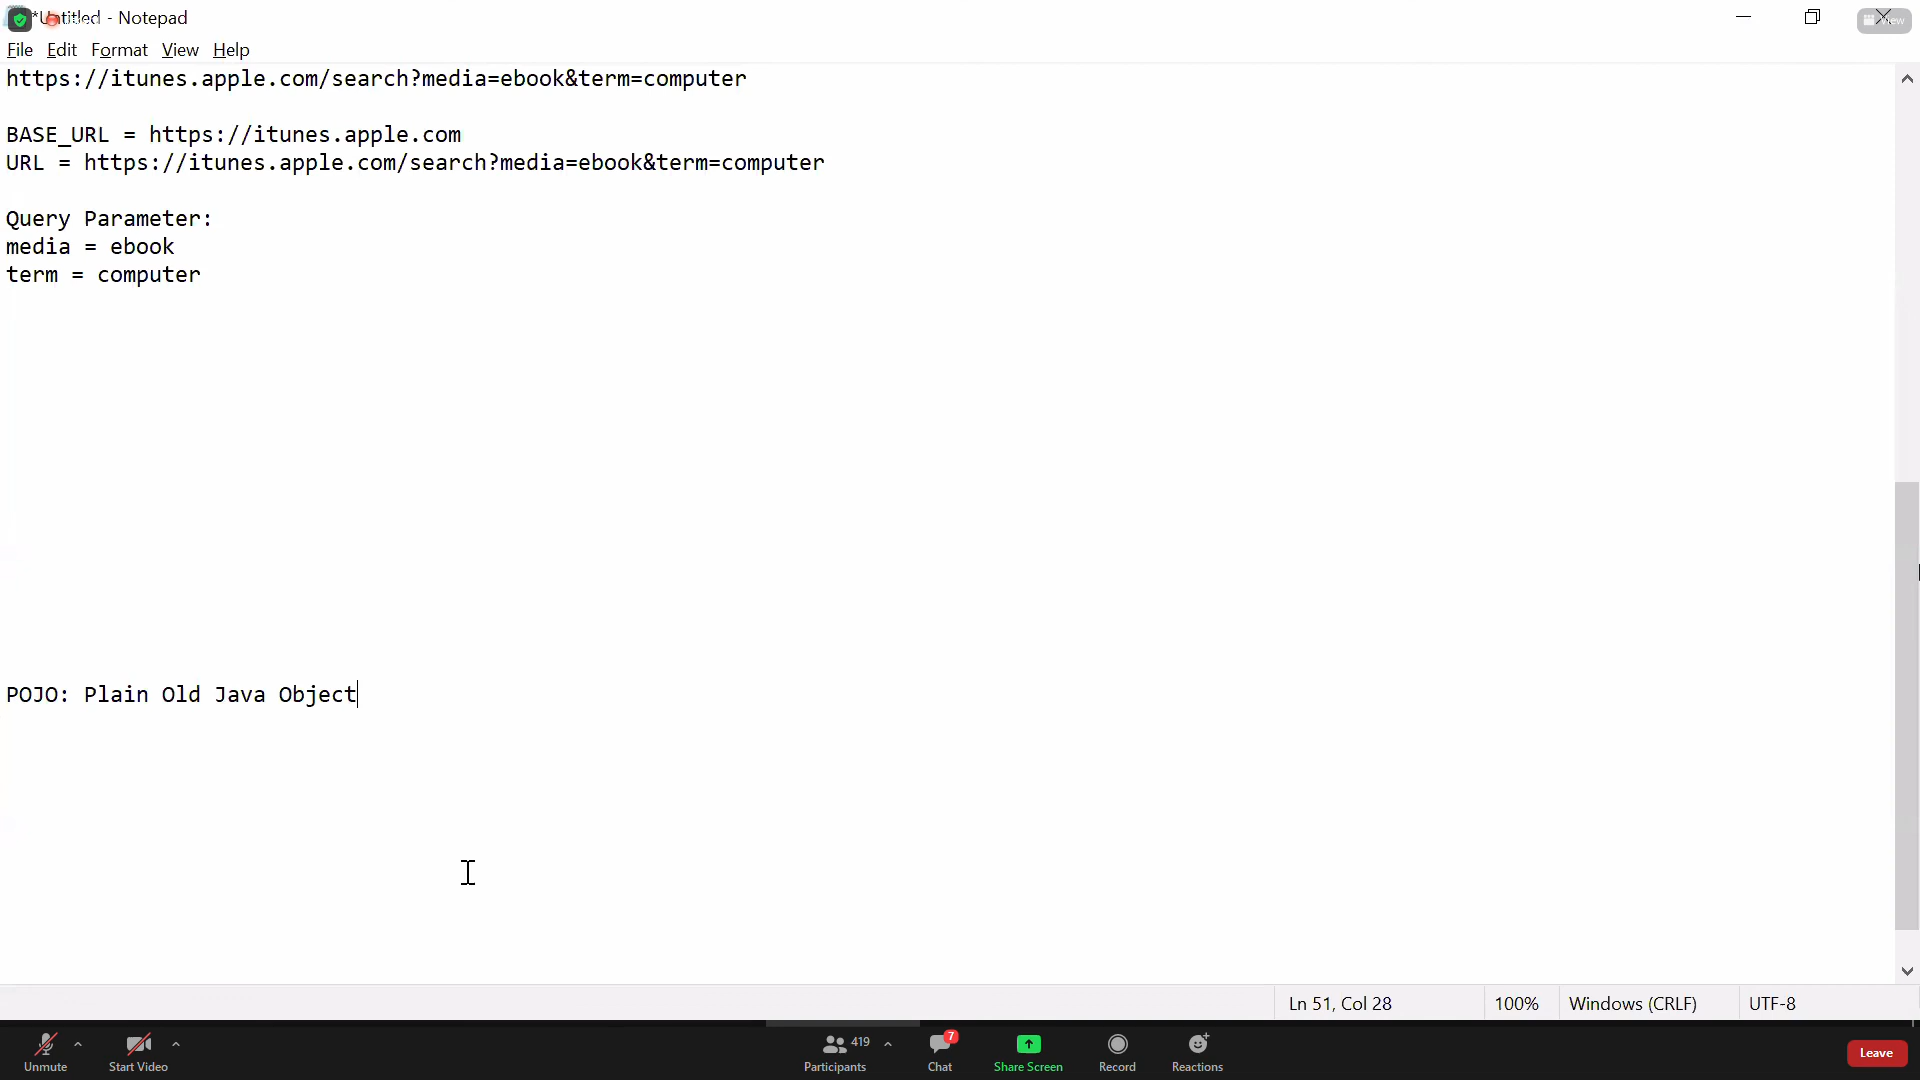 *Untitled - Notepad
View
File Edit Format View Help
https://itunes.apple.com/search?media=ebook&term=computer
BASE_URL = https://itunes.apple.com
URL = https://itunes.apple.com/search?media=ebook&term=computer
Query Parameter:
media = ebook
term = computer
POJO: Plain Old Java Object
Ln 51, Col 28 100% Windows (CRLF) UTF-8
419 7
Unmute Start Video Participants Chat Share Screen Record Reactions Leave